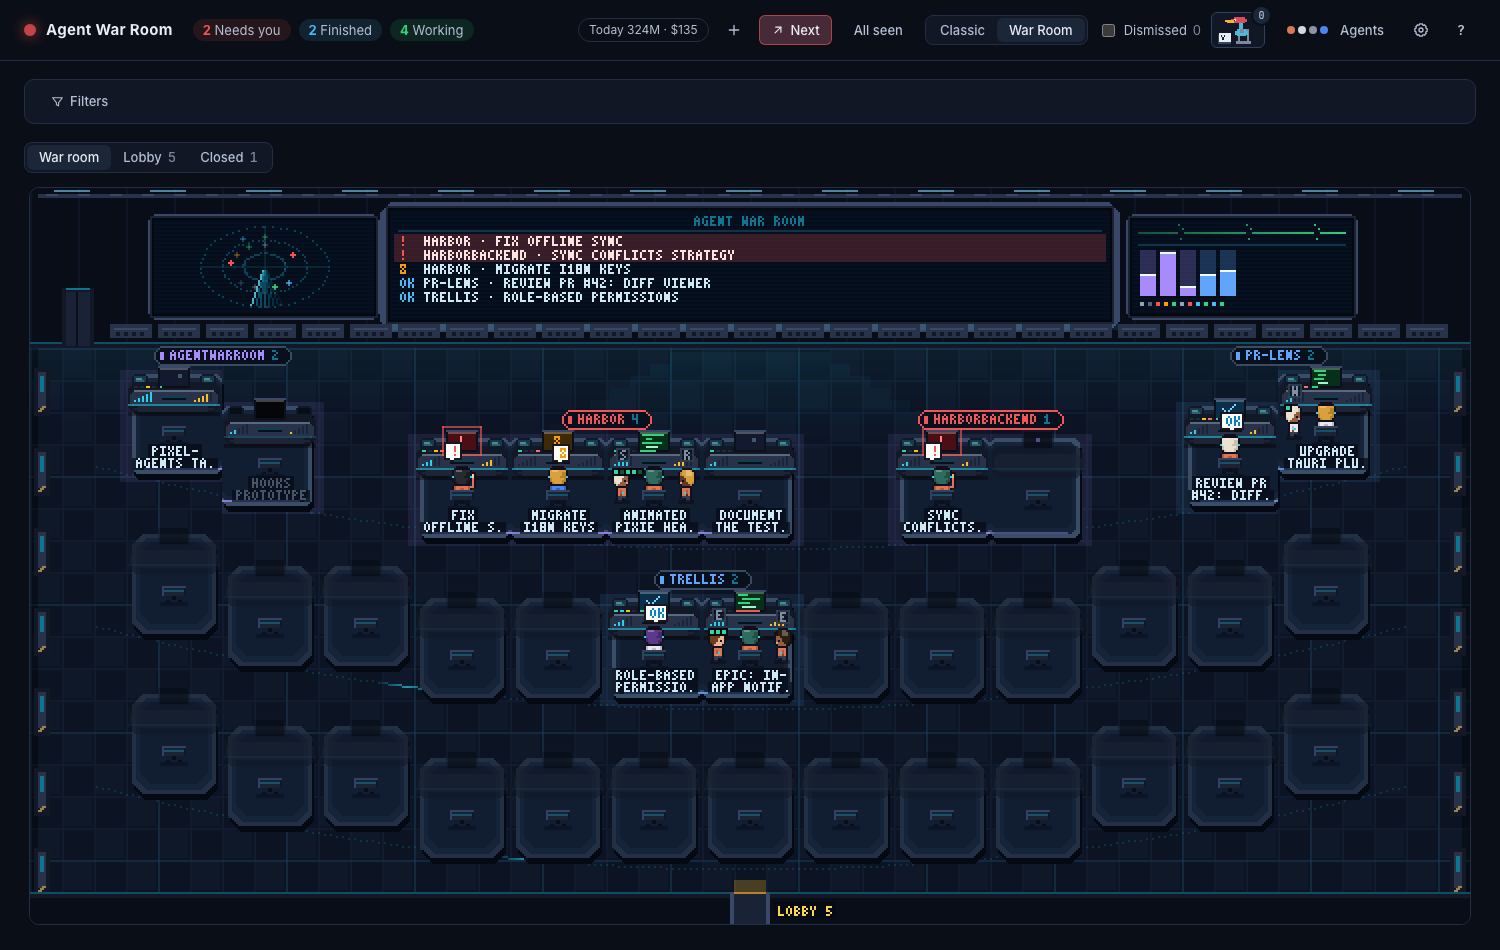 Agent War Room
2 Needs you
2 Finished
4 Working
Today 324M · $135
+
Next
All seen
Classic
War Room
Dismissed 0
0
Agents
?
Filters
War room
Lobby 5
Closed 1
AGENT WAR ROOM
! HARBOR · FIX OFFLINE SYNC
! HARBORBACKEND · SYNC CONFLICTS STRATEGY
HARBOR · MIGRATE I18N KEYS
OK PR-LENS · REVIEW PR #42: DIFF VIEWER
OK TRELLIS · ROLE-BASED PERMISSIONS
AGENTWARROOM 2
PR-LENS 2
HARBOR 4
HARBORBACKEND 1
PIXEL-
AGENTS TA.
HOOKS
PROTOTYPE
!
!
S
R
FIX
OFFLINE S.
MIGRATE
I18N KEYS
ANIMATED
PIXIE HEA.
DOCUMENT
THE TEST.
!
!
SYNC
CONFLICTS.
OK
REVIEW PR
#42: DIFF.
UPGRADE
TAURI PLU.
TRELLIS 2
OK
E
E
ROLE-BASED
PERMISSIO.
EPIC: IN-
APP NOTIF.
LOBBY 5